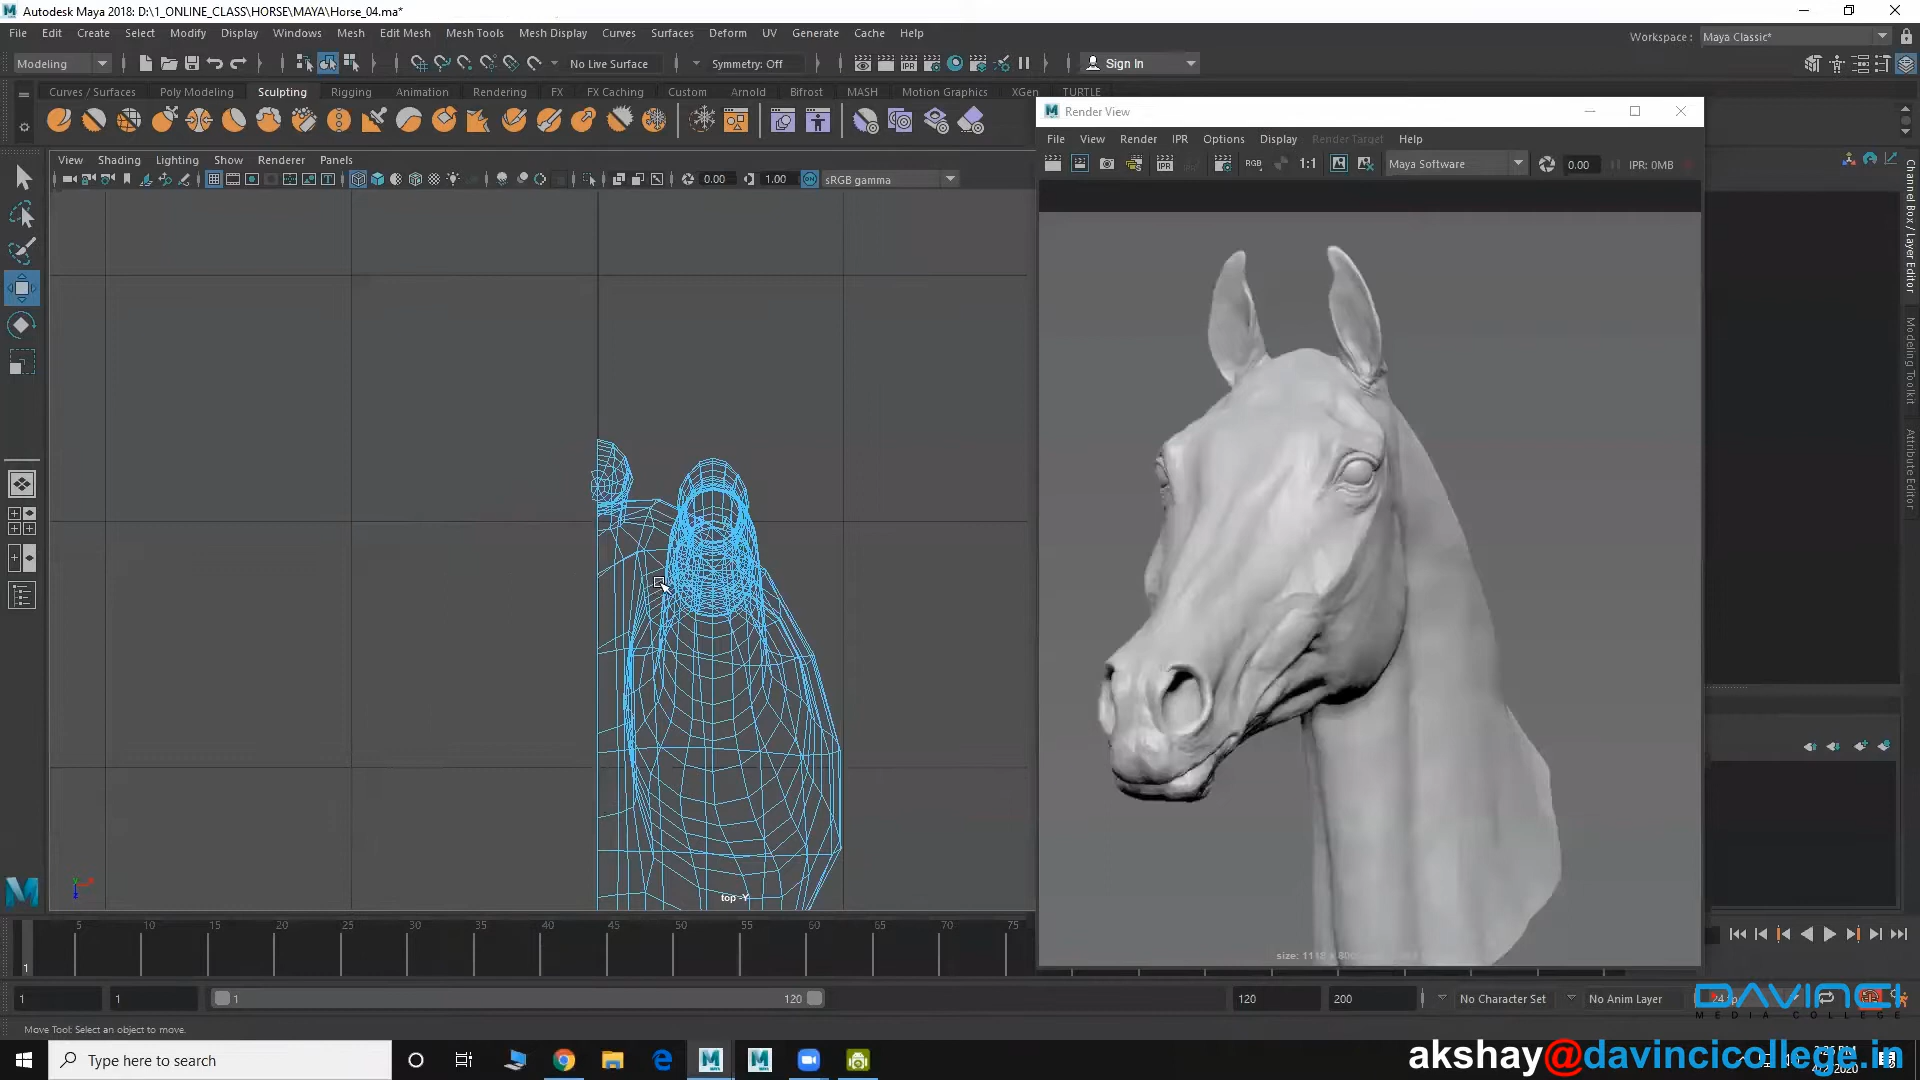 Autodesk Maya 2018: D:\1_ONLINE_CLASS\HORSE\MAYA\Horse_04.ma*
File Edit Create Select Modify Display Windows Mesh Edit Mesh Mesh Tools Mesh Display Curves Surfaces Deform UV Generate Cache Help
Workspace : Maya Classic*
Modeling No Live Surface Symmetry: Off Sign In
Curves / Surfaces Poly Modeling Sculpting Rigging Animation Rendering FX FX Caching Custom Arnold Bifrost MASH Motion Graphics XGen TURTLE
Render View
File View Render IPR Options Display Render Target Help
IPR RGB 1:1 Maya Software 0.00 IPR: 0MB
View Shading Lighting Show Renderer Panels
0.00 1.00 sRGB gamma
Channel Box / Layer Editor
Modeling Toolkit
Attribute Editor
top -Y
5 10 15 20 25 30 35 40 45 50 55 60 65 70 75
1
1 1 1 120 120 200 No Character Set No Anim Layer
DAVINCI
MEDIA COLLEGE
Move Tool: Select an object to move.
Type here to search
akshay@davincicollege.in